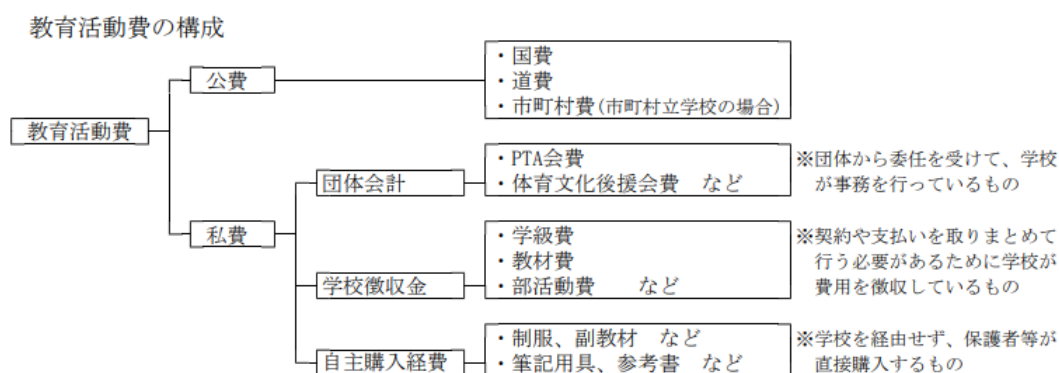 教育活動費の構成
教育活動費
公費
・国費
・道費
・市町村費(市町村立学校の場合)
私費
団体会計
・PTA会費
・体育文化後援会費　など
※団体から委任を受けて、学校
が事務を行っているもの
学校徴収金
・学級費
・教材費
・部活動費　　など
※契約や支払いを取りまとめて
行う必要があるために学校が
費用を徴収しているもの
自主購入経費
・制服、副教材　など
・筆記用具、参考書　など
※学校を経由せず、保護者等が
直接購入するもの